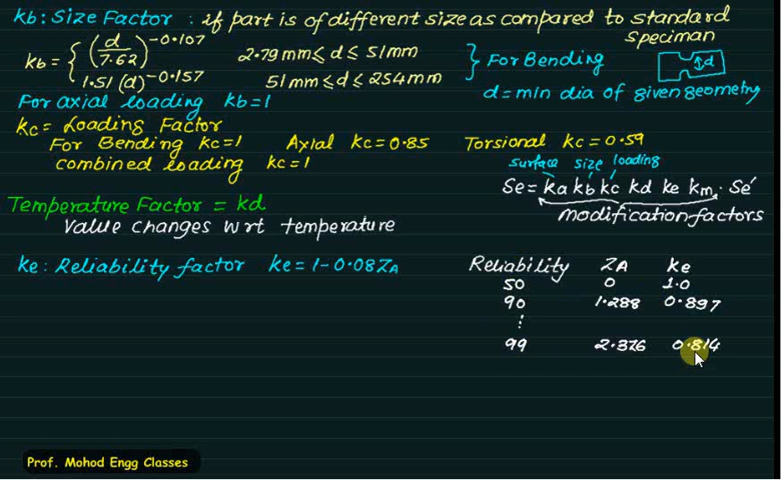 kb: Size Factor : if part is of different size as compared to standard speciman
kb = { (d/7.62)^-0.107 2.79mm ≤ d ≤ 51mm
1.51 (d)^-0.157 51mm ≤ d ≤ 254mm } For Bending
d
For axial loading kb=1 d = min dia of given geometry
kc = Loading Factor
For Bending kc=1 Axial kc=0.85 Torsional kc=0.59
combined loading kc=1
surface size loading
Se = ka kb kc kd ke km. Sé
modification factors
Temperature Factor = kd
Value changes wrt temperature
ke: Reliability factor ke = 1-0.08ZA
Reliability ZA ke
50 0 1.0
90 1.288 0.897
⋮
99 2.326 0.814
Prof. Mohod Engg Classes